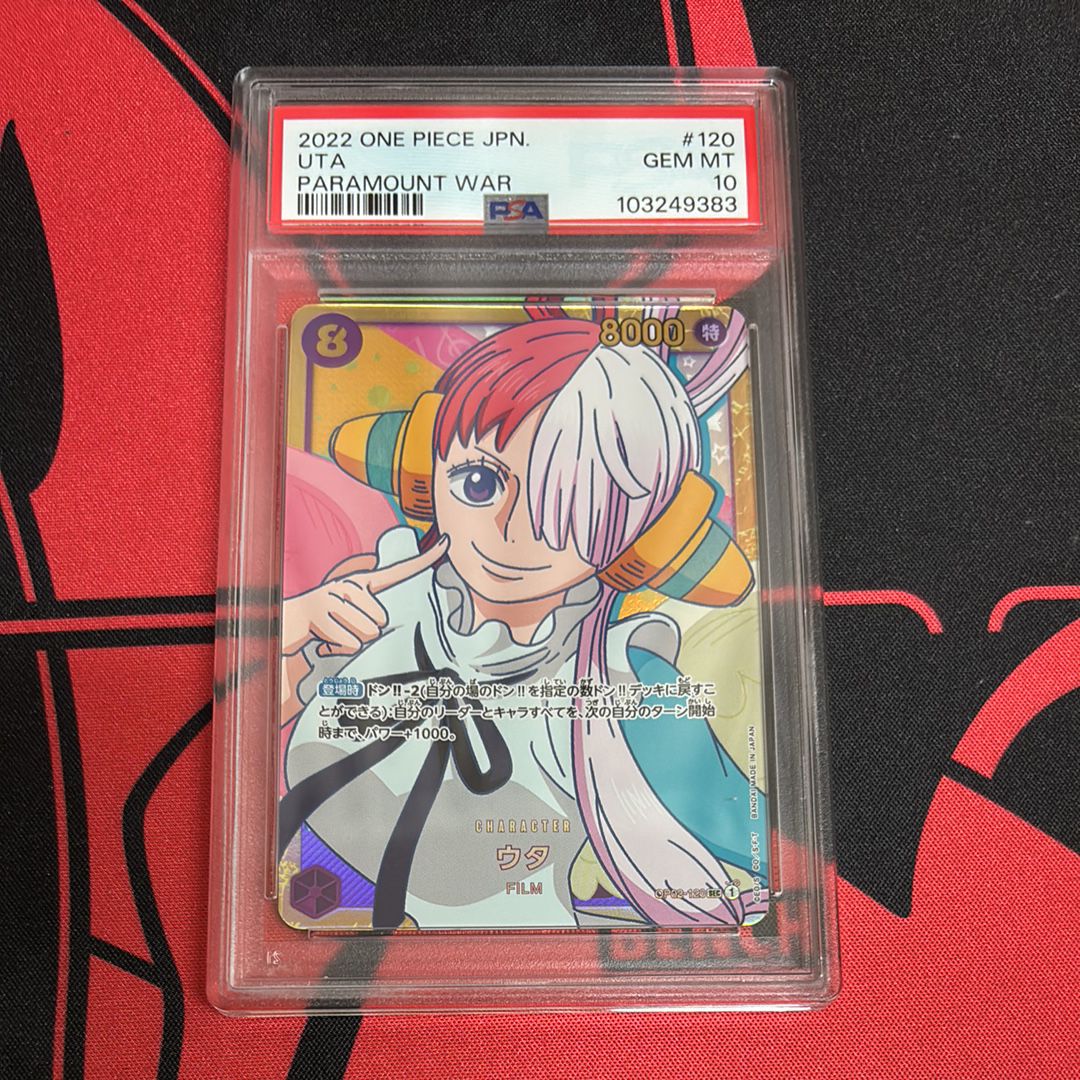 2022 ONE PIECE JPN. #120
UTA GEM MT
PARAMOUNT WAR 10
PSA 103249383
8 8000 特
登場時 ドン!!-2(自分の場のドン!!を指定の数ドン!!デッキに戻すこ
とができる):自分のリーダーとキャラすべてを、次の自分のターン開始
時まで、パワー+1000。
CHARACTER
ウタ
FILM
OP02-120 SEC 1
BANDAI MADE IN JAPAN